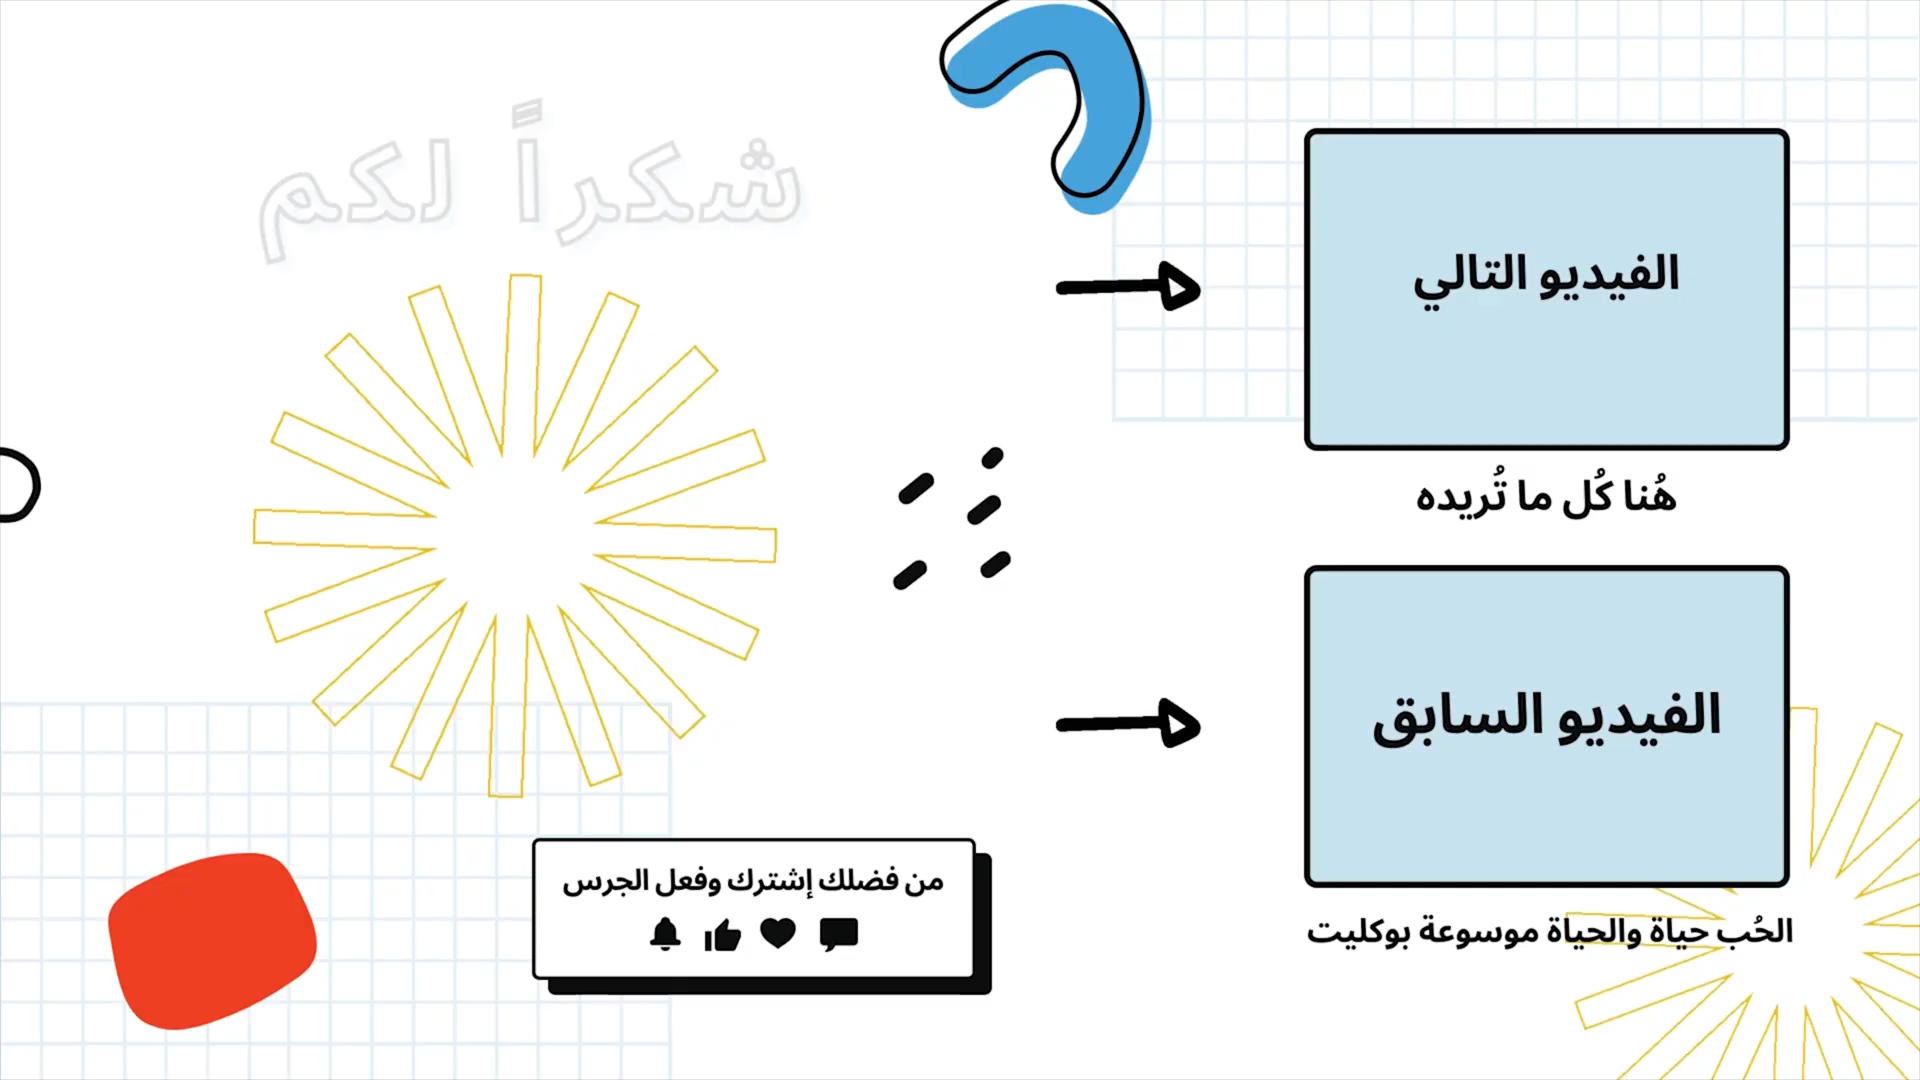 شكراً لكم
الفيديو التالي
هُنا كُل ما تُريده
الفيديو السابق
الحُب حياة والحياة موسوعة بوكليت
من فضلك إشترك وفعل الجرس